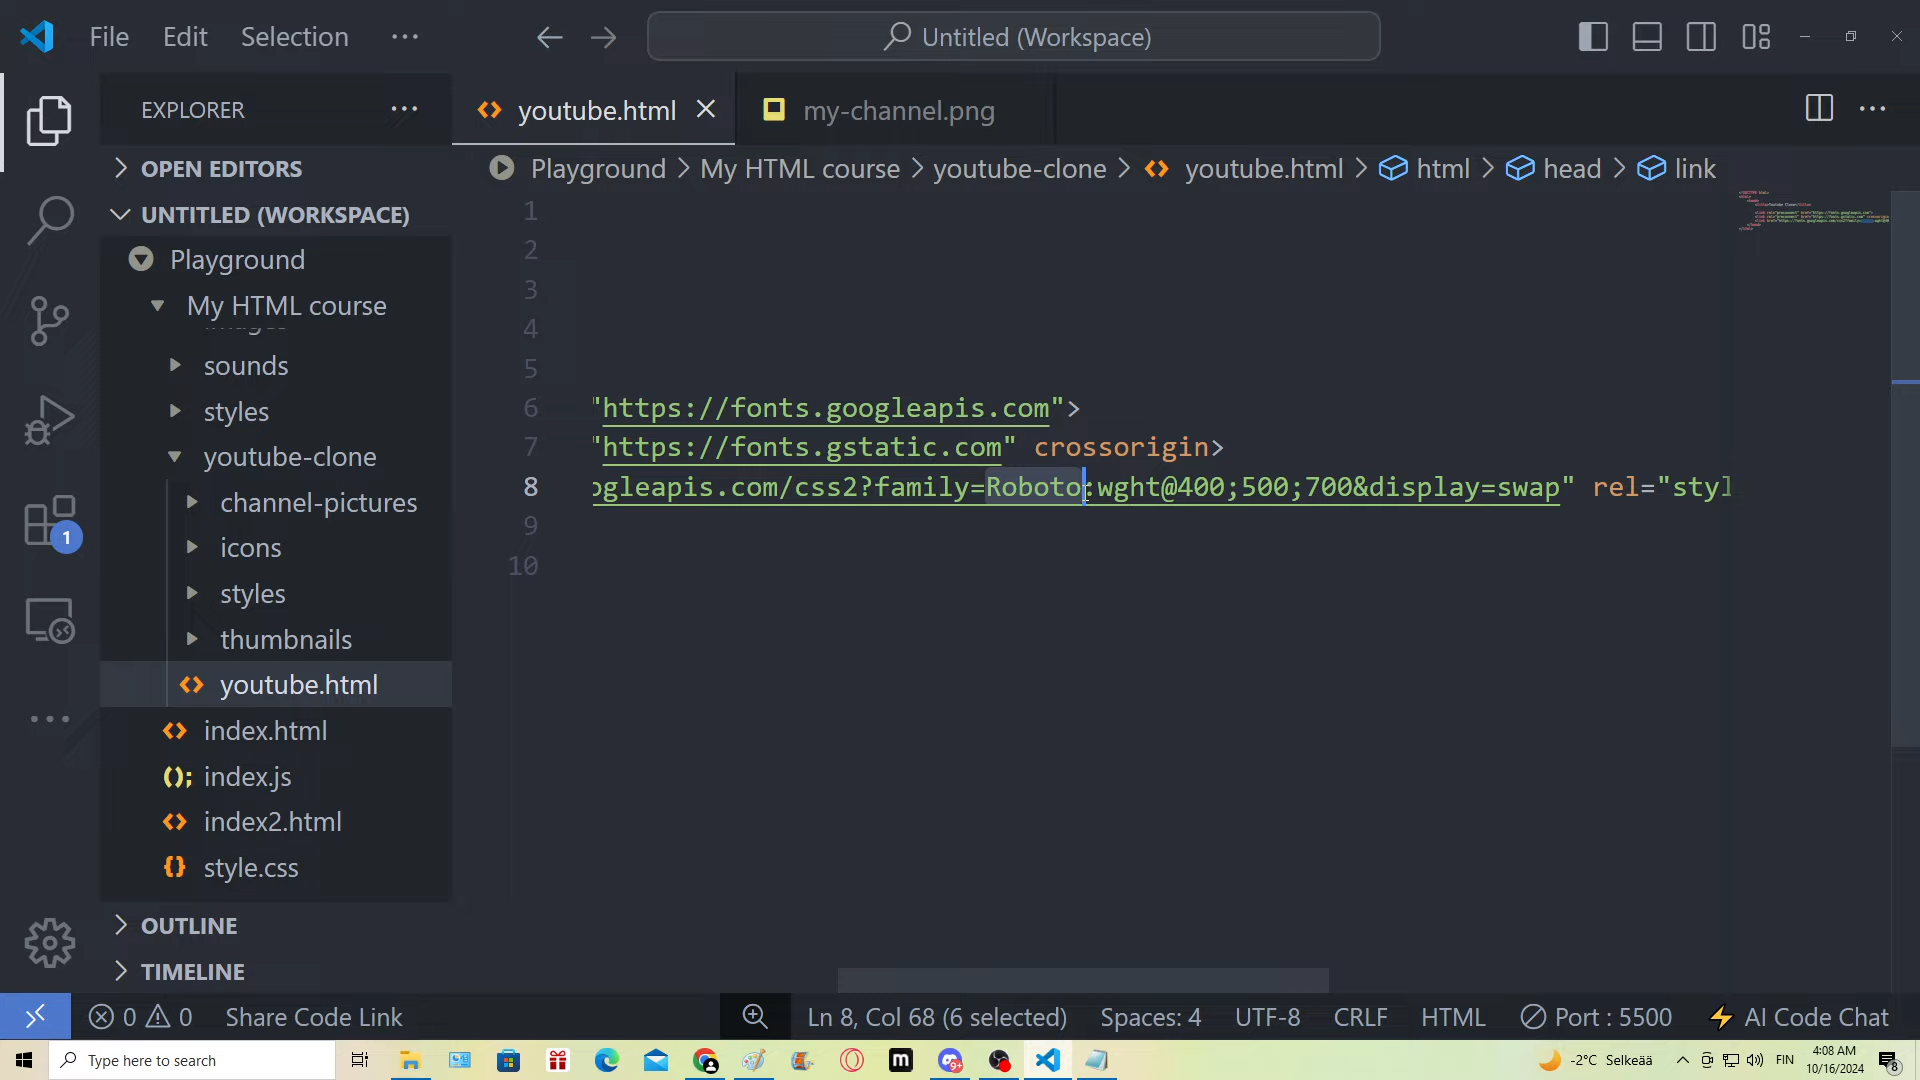 File Edit Selection ···
Untitled (Workspace)
EXPLORER ···
OPEN EDITORS
UNTITLED (WORKSPACE)
Playground
My HTML course
images
sounds
styles
youtube-clone
channel-pictures
icons
styles
thumbnails
youtube.html
index.html
index.js
index2.html
style.css
OUTLINE
TIMELINE
1
youtube.html
my-channel.png
Playground > My HTML course > youtube-clone > youtube.html > html > head > link
1
2
3
4
5
6 "https://fonts.googleapis.com">
7 "https://fonts.gstatic.com" crossorigin>
8 ogleapis.com/css2?family=Roboto:wght@400;500;700&display=swap" rel="styl
9
10
0 0 Share Code Link
Ln 8, Col 68 (6 selected) Spaces: 4 UTF-8 CRLF HTML Port : 5500 AI Code Chat
Type here to search
9+
-2°C Selkeää
FIN
4:08 AM
10/16/2024
8